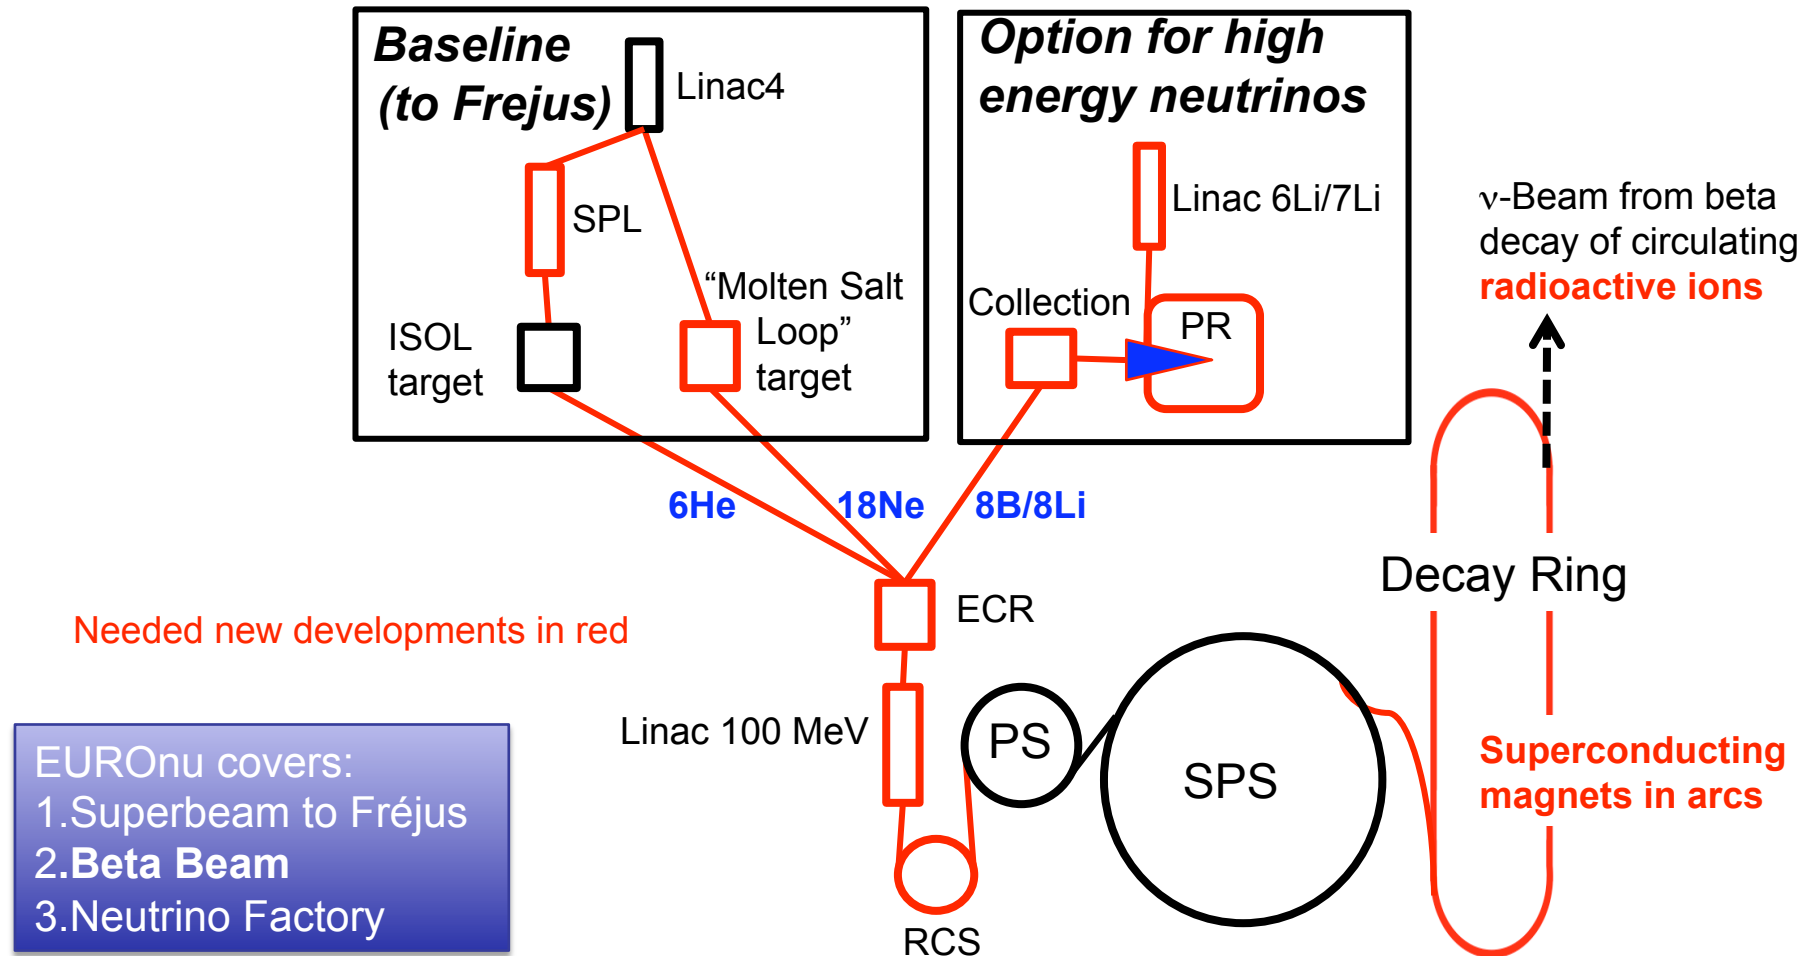 Baseline
(to Frejus)
Linac4
SPL
ISOL
target
“Molten Salt
Loop”
target
Option for high
energy neutrinos
Linac 6Li/7Li
Collection
PR
ν-Beam from beta
decay of circulating
radioactive ions
6He
18Ne
8B/8Li
Decay Ring
ECR
Needed new developments in red
Linac 100 MeV
PS
SPS
RCS
Superconducting
magnets in arcs
EUROnu covers:
1.Superbeam to Fréjus
2.Beta Beam
3.Neutrino Factory